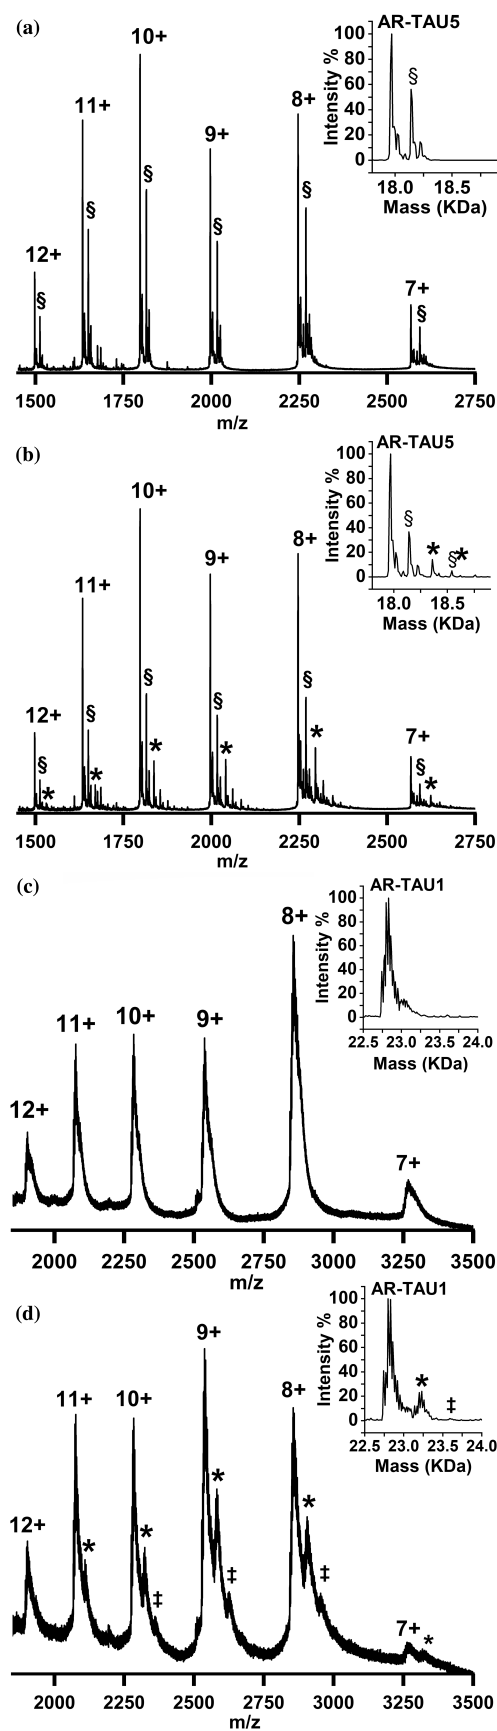 (a)
AR-TAU5
Intensity %
100
80
60
40
20
0
§
18.0 18.5
Mass (KDa)
12+ 11+ 10+ 9+ 8+ 7+
§ § § § § §
1500 1750 2000 2250 2500 2750
m/z
(b)
AR-TAU5
Intensity %
100
80
60
40
20
0
§ * §*
18.0 18.5
Mass (KDa)
12+ 11+ 10+ 9+ 8+ 7+
§ * § * § * § * § * § *
1500 1750 2000 2250 2500 2750
m/z
(c)
AR-TAU1
Intensity %
100
80
60
40
20
0
22.5 23.0 23.5 24.0
Mass (KDa)
12+ 11+ 10+ 9+ 8+ 7+
2000 2250 2500 2750 3000 3250 3500
m/z
(d)
AR-TAU1
Intensity %
100
80
60
40
20
0
* ‡
22.5 23.0 23.5 24.0
Mass (KDa)
12+ 11+ 10+ 9+ 8+ 7+
* * ‡ * ‡ * ‡ *
2000 2250 2500 2750 3000 3250 3500
m/z